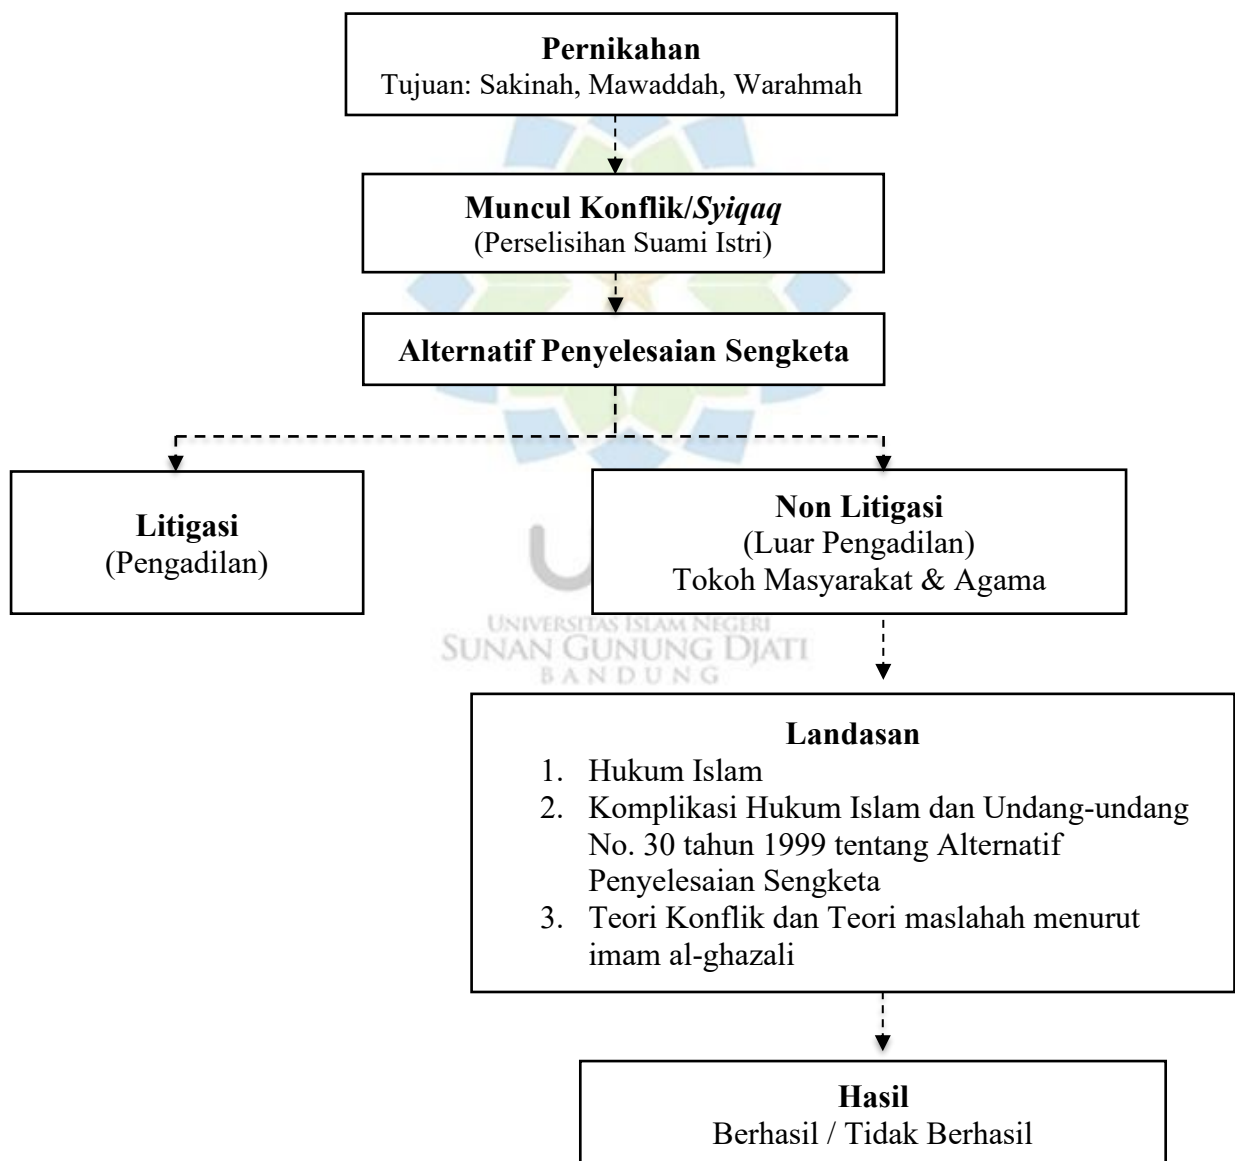 Pernikahan
Tujuan: Sakinah, Mawaddah, Warahmah
Muncul Konflik/Syiqaq
(Perselisihan Suami Istri)
Alternatif Penyelesaian Sengketa
Litigasi
(Pengadilan)
Non Litigasi
(Luar Pengadilan)
Tokoh Masyarakat & Agama
UNIVERSITAS ISLAM NEGERI
SUNAN GUNUNG DJATI
BANDUNG
Landasan
1. Hukum Islam
2. Komplikasi Hukum Islam dan Undang-undang
No. 30 tahun 1999 tentang Alternatif
Penyelesaian Sengketa
3. Teori Konflik dan Teori maslahah menurut
imam al-ghazali
Hasil
Berhasil / Tidak Berhasil